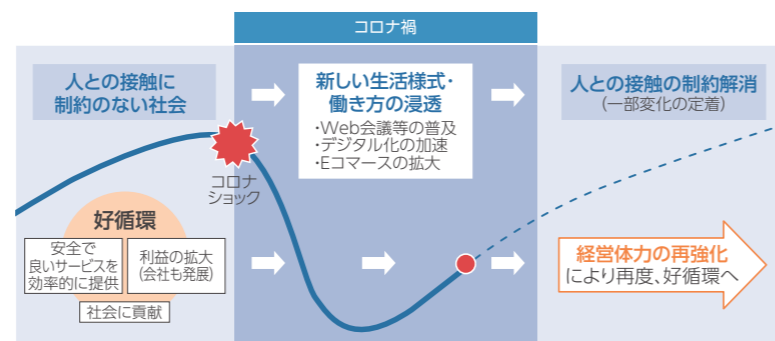 コロナ禍
人との接触に
制約のない社会
新しい生活様式・
働き方の浸透
・Web会議等の普及
・デジタル化の加速
・Eコマースの拡大
人との接触の制約解消
(一部変化の定着)
コロナ
ショック
好循環
安全で
良いサービスを
効率的に提供
利益の拡大
(会社も発展)
社会に貢献
経営体力の再強化
により再度、好循環へ